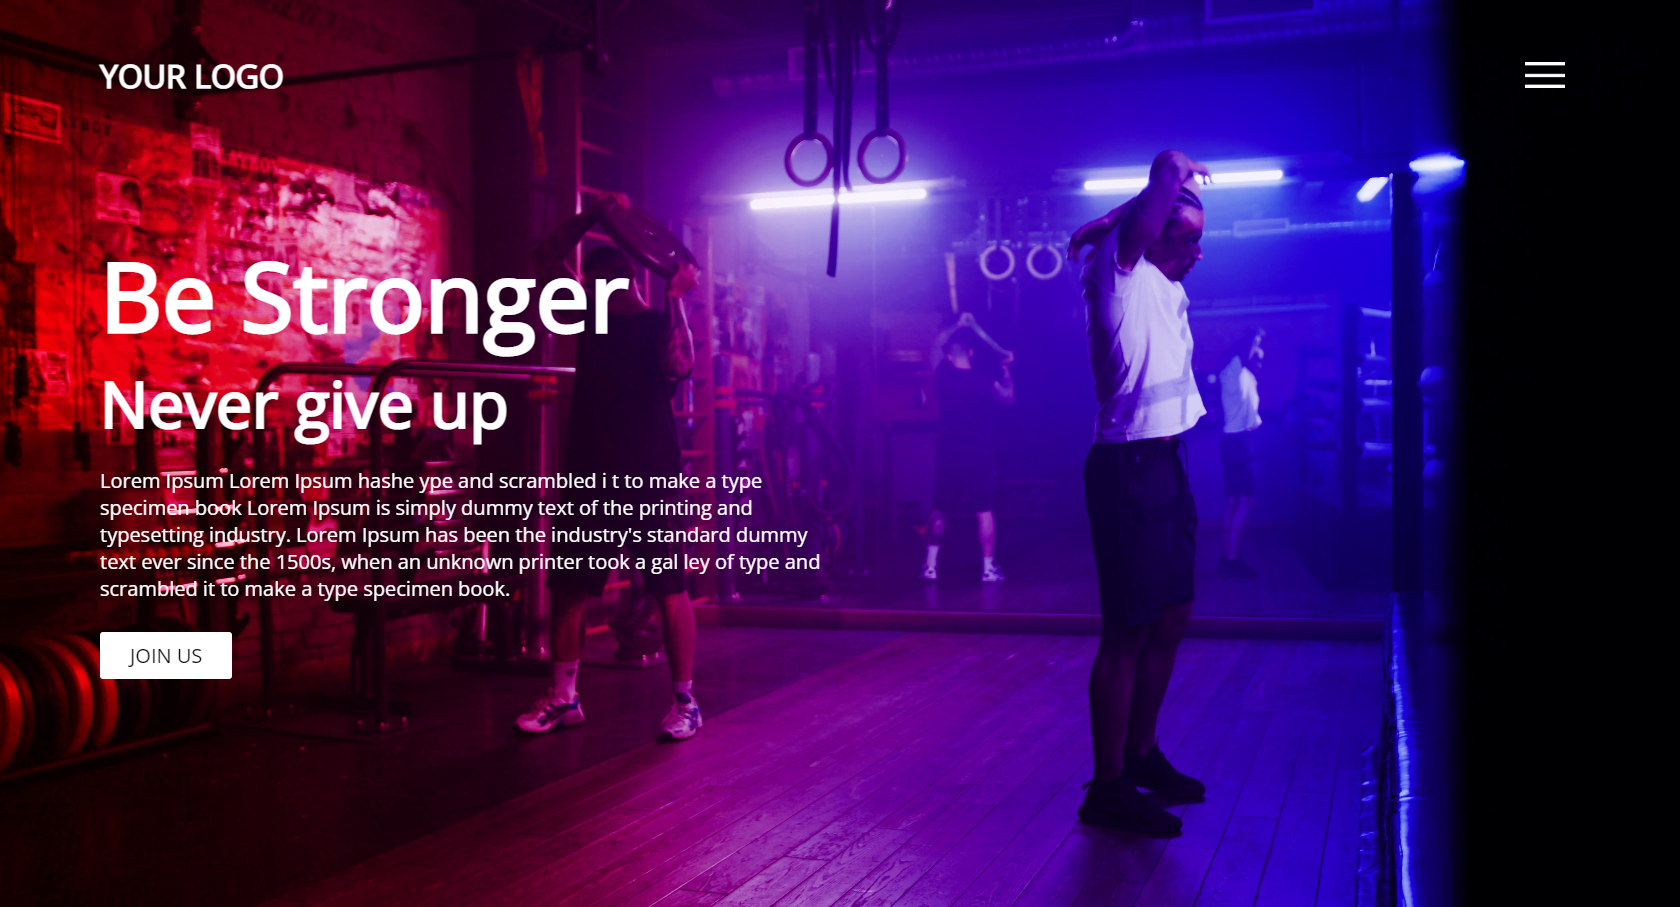 YOUR LOGO
Be Stronger
Never give up
Lorem Ipsum Lorem Ipsum hashe ype and scrambled i t to make a type
specimen book Lorem Ipsum is simply dummy text of the printing and
typesetting industry. Lorem Ipsum has been the industry's standard dummy
text ever since the 1500s, when an unknown printer took a gal ley of type and
scrambled it to make a type specimen book.
JOIN US